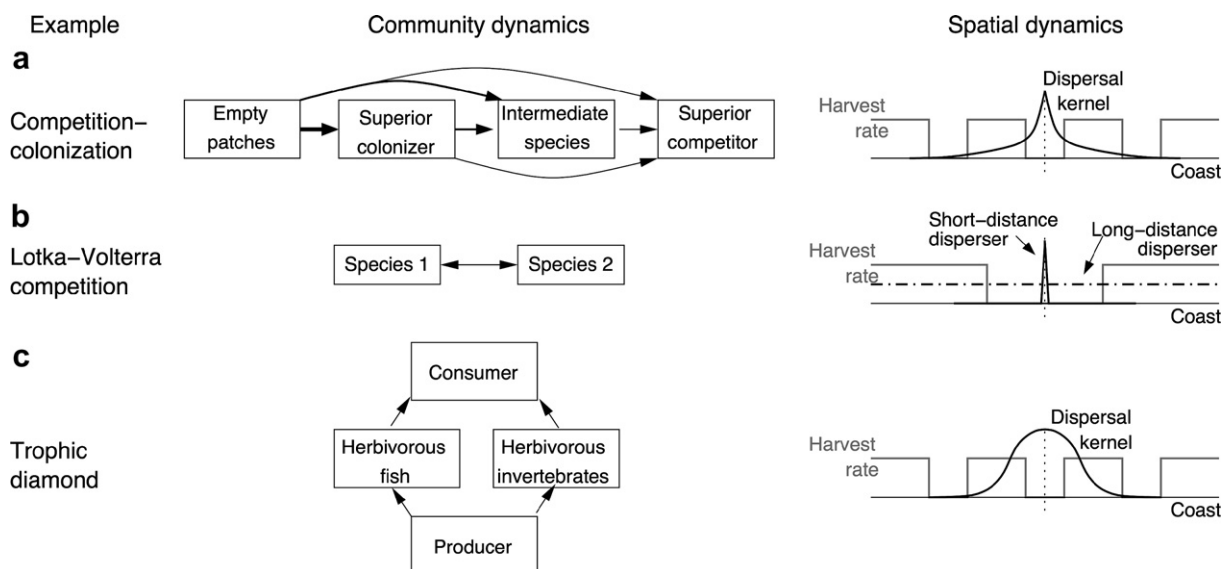 Example
Community dynamics
Spatial dynamics
a
Competition–
colonization
Empty
patches
Superior
colonizer
Intermediate
species
Superior
competitor
Harvest
rate
Dispersal
kernel
Coast
b
Lotka–Volterra
competition
Species 1
Species 2
Harvest
rate
Short–distance
disperser
Long–distance
disperser
Coast
c
Trophic
diamond
Consumer
Herbivorous
fish
Herbivorous
invertebrates
Producer
Harvest
rate
Dispersal
kernel
Coast